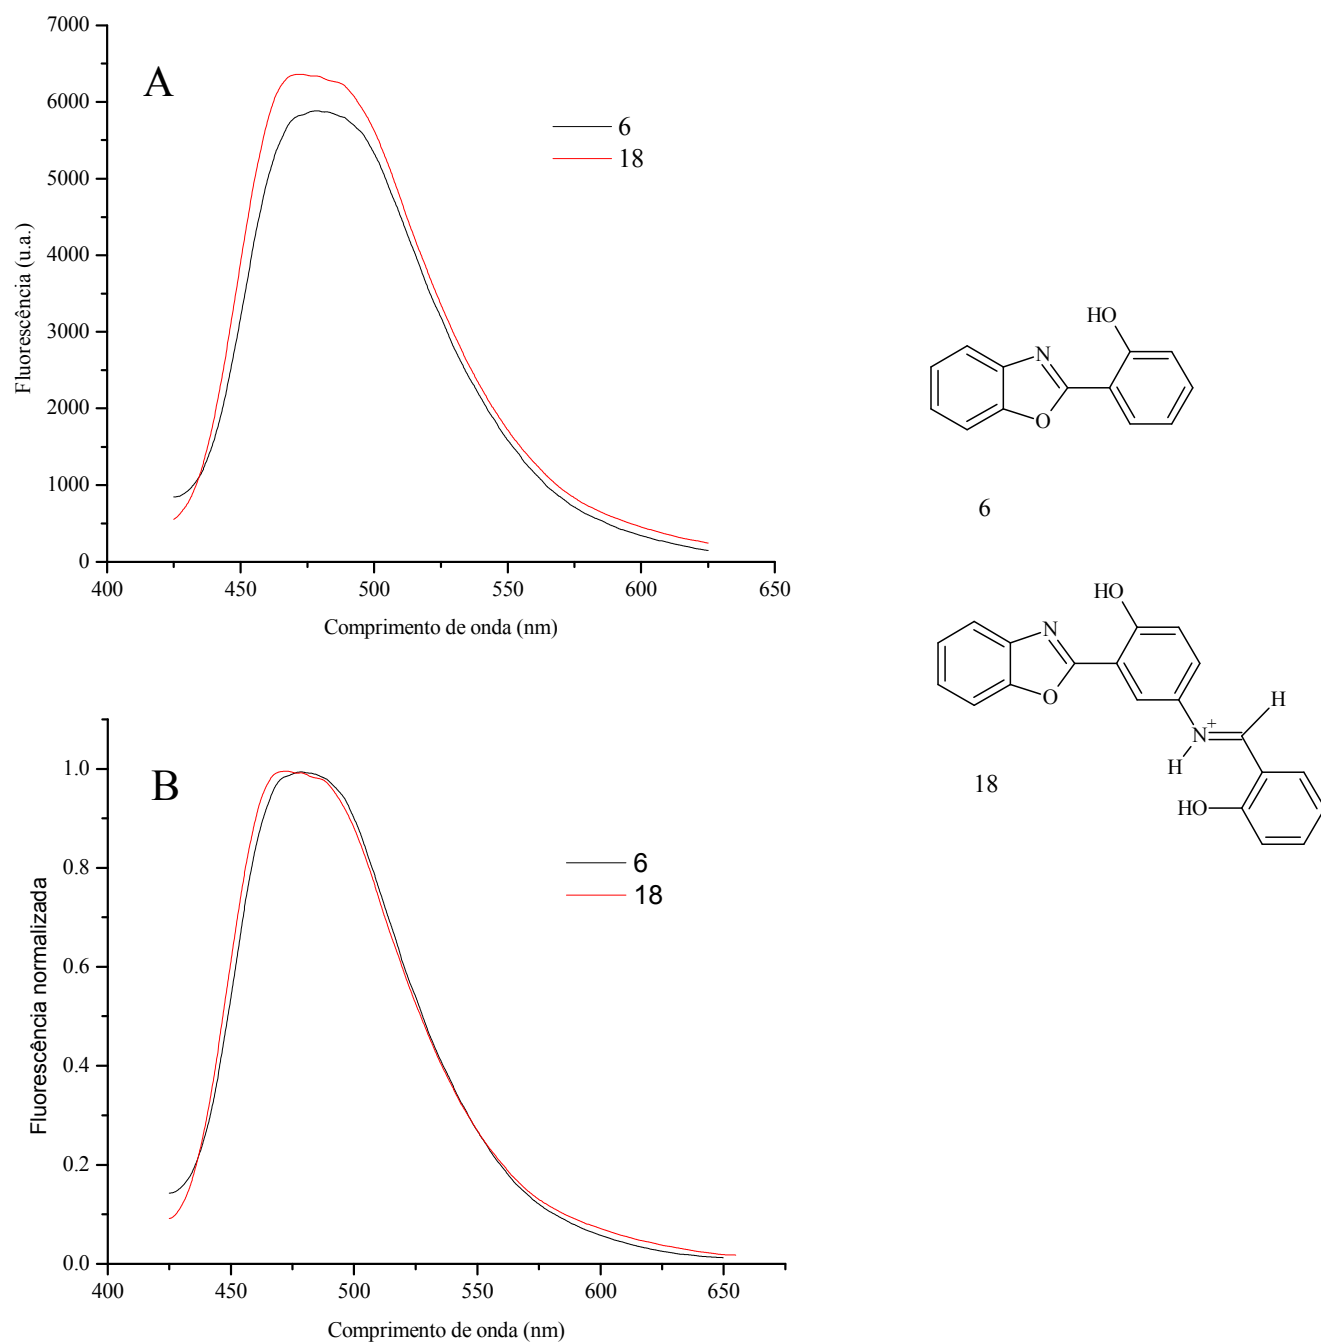 A
7000
6000
5000
4000
3000
2000
1000
0
Fluorescência (u.a.)
6
18
400 450 500 550 600 650
Comprimento de onda (nm)
HO
N
O
6
HO
N
O
N+
H
H
HO
18
B
1.0
0.8
0.6
0.4
0.2
0.0
Fluorescência normalizada
6
18
400 450 500 550 600 650
Comprimento de onda (nm)